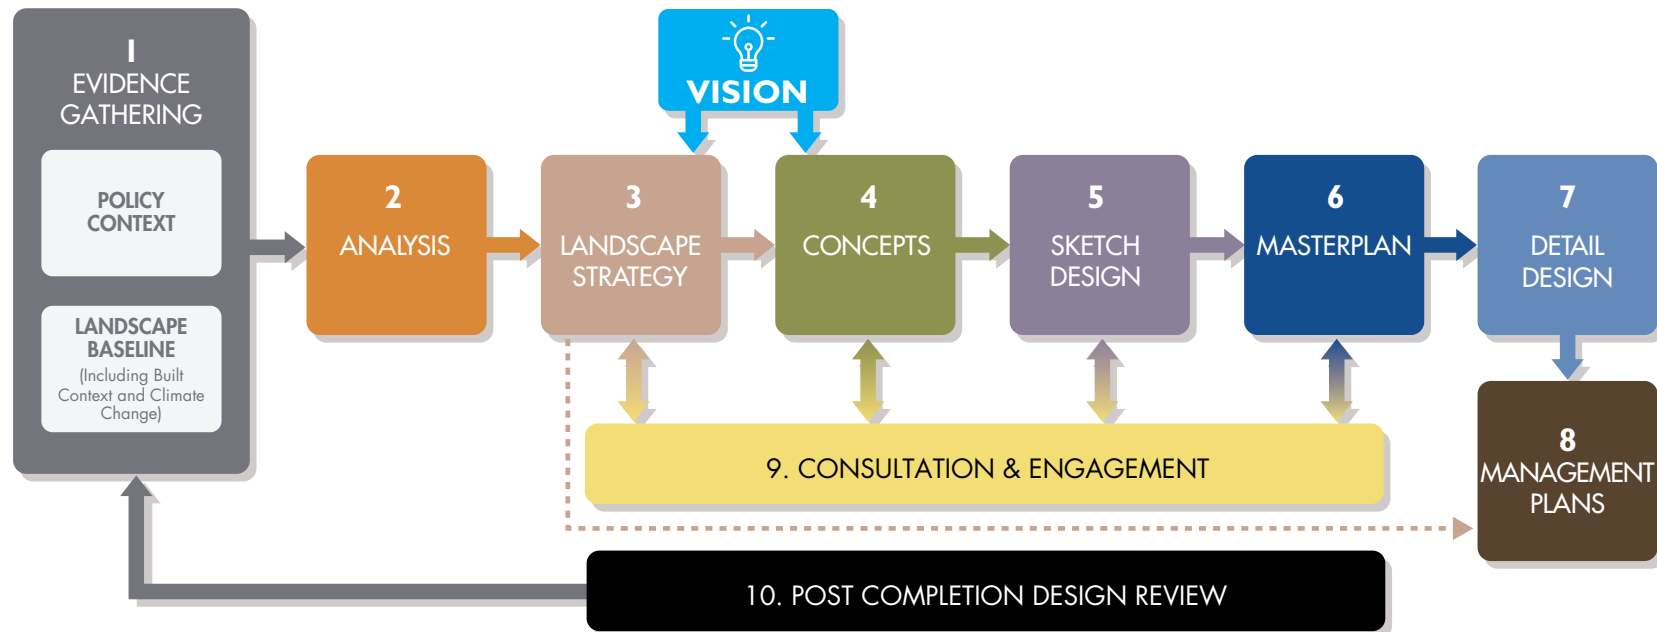 1
EVIDENCE
GATHERING
POLICY
CONTEXT
LANDSCAPE
BASELINE
(Including Built
Context and Climate
Change)
VISION
2
ANALYSIS
3
LANDSCAPE
STRATEGY
4
CONCEPTS
5
SKETCH
DESIGN
6
MASTERPLAN
7
DETAIL
DESIGN
8
MANAGEMENT
PLANS
9. CONSULTATION & ENGAGEMENT
10. POST COMPLETION DESIGN REVIEW